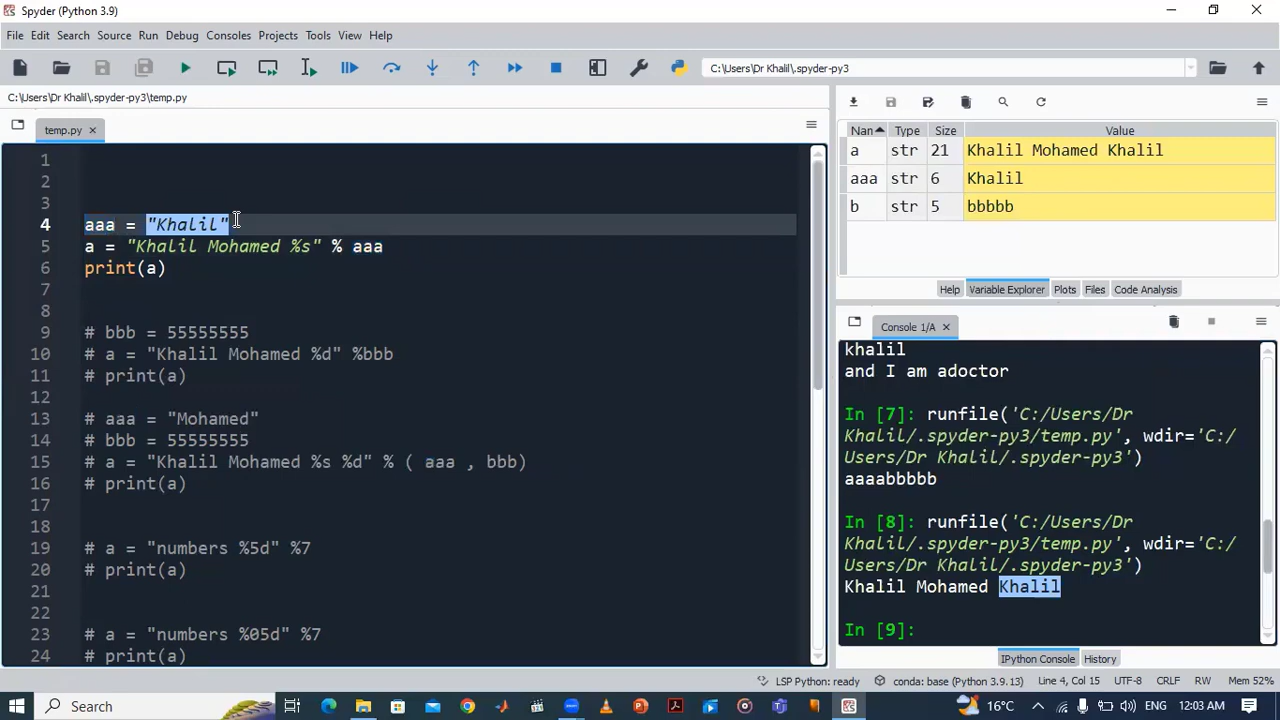 Spyder (Python 3.9)
File Edit Search Source Run Debug Consoles Projects Tools View Help
C:\Users\Dr Khalil\.spyder-py3
C:\Users\Dr Khalil\.spyder-py3\temp.py
temp.py
1
2
3
4 aaa = "Khalil"
5 a = "Khalil Mohamed %s" % aaa
6 print(a)
7
8
9 # bbb = 55555555
10 # a = "Khalil Mohamed %d" %bbb
11 # print(a)
12
13 # aaa = "Mohamed"
14 # bbb = 55555555
15 # a = "Khalil Mohamed %s %d" % ( aaa , bbb)
16 # print(a)
17
18
19 # a = "numbers %5d" %7
20 # print(a)
21
22
23 # a = "numbers %05d" %7
24 # print(a)
Nan Type Size Value
a str 21 Khalil Mohamed Khalil
aaa str 6 Khalil
b str 5 bbbbb
Help Variable Explorer Plots Files Code Analysis
Console 1/A
khalil
and I am adoctor
In [7]: runfile('C:/Users/Dr
Khalil/.spyder-py3/temp.py', wdir='C:/
Users/Dr Khalil/.spyder-py3')
aaaabbbbb
In [8]: runfile('C:/Users/Dr
Khalil/.spyder-py3/temp.py', wdir='C:/
Users/Dr Khalil/.spyder-py3')
Khalil Mohamed Khalil
In [9]:
IPython Console History
LSP Python: ready conda: base (Python 3.9.13) Line 4, Col 15 UTF-8 CRLF RW Mem 52%
Search 16°C ENG 12:03 AM